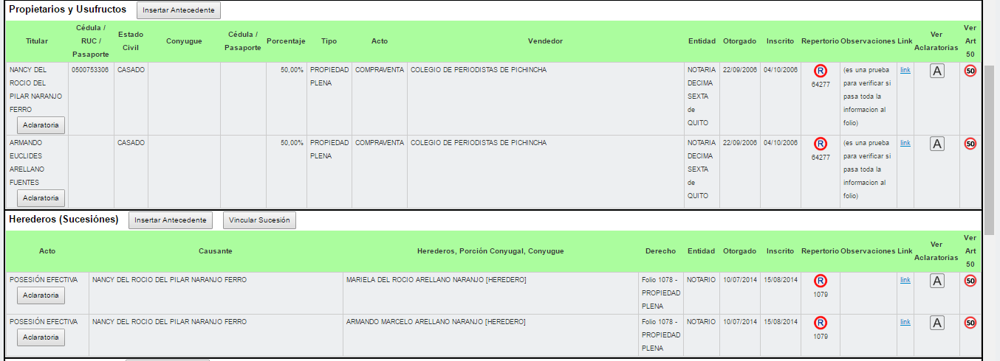 Propietarios y Usufructos Insertar Antecedente
Titular Cédula / RUC / Pasaporte Estado Civil Conyugue Cédula / Pasaporte Porcentaje Tipo Acto Vendedor Entidad Otorgado Inscrito Repertorio Observaciones Link Ver Aclaratorias Ver Art 50
NANCY DEL 0500753306 CASADO 50,00% PROPIEDAD COMPRAVENTA COLEGIO DE PERIODISTAS DE PICHINCHA NOTARIA 22/09/2006 04/10/2006 R (es una prueba link A 50
ROCIO DEL PLENA DECIMA 64277 para verificar si
PILAR NARANJO SEXTA pasa toda la
FERRO de informacion al
Aclaratoria QUITO folio)
ARMANDO CASADO 50,00% PROPIEDAD COMPRAVENTA COLEGIO DE PERIODISTAS DE PICHINCHA NOTARIA 22/09/2006 04/10/2006 R (es una prueba link A 50
EUCLIDES PLENA DECIMA 64277 para verificar si
ARELLANO SEXTA pasa toda la
FUENTES de informacion al
Aclaratoria QUITO folio)
Herederos (Sucesiónes) Insertar Antecedente Vincular Sucesión
Acto Causante Herederos, Porción Conyugal, Conyugue Derecho Entidad Otorgado Inscrito Repertorio Observaciones Link Ver Aclaratorias Ver Art 50
POSESIÓN EFECTIVA NANCY DEL ROCIO DEL PILAR NARANJO FERRO MARIELA DEL ROCIO ARELLANO NARANJO [HEREDERO] Folio 1078 - NOTARIO 10/07/2014 15/08/2014 R link A 50
Aclaratoria PROPIEDAD 1079
PLENA
POSESIÓN EFECTIVA NANCY DEL ROCIO DEL PILAR NARANJO FERRO ARMANDO MARCELO ARELLANO NARANJO [HEREDERO] Folio 1078 - NOTARIO 10/07/2014 15/08/2014 R link A 50
Aclaratoria PROPIEDAD 1079
PLENA